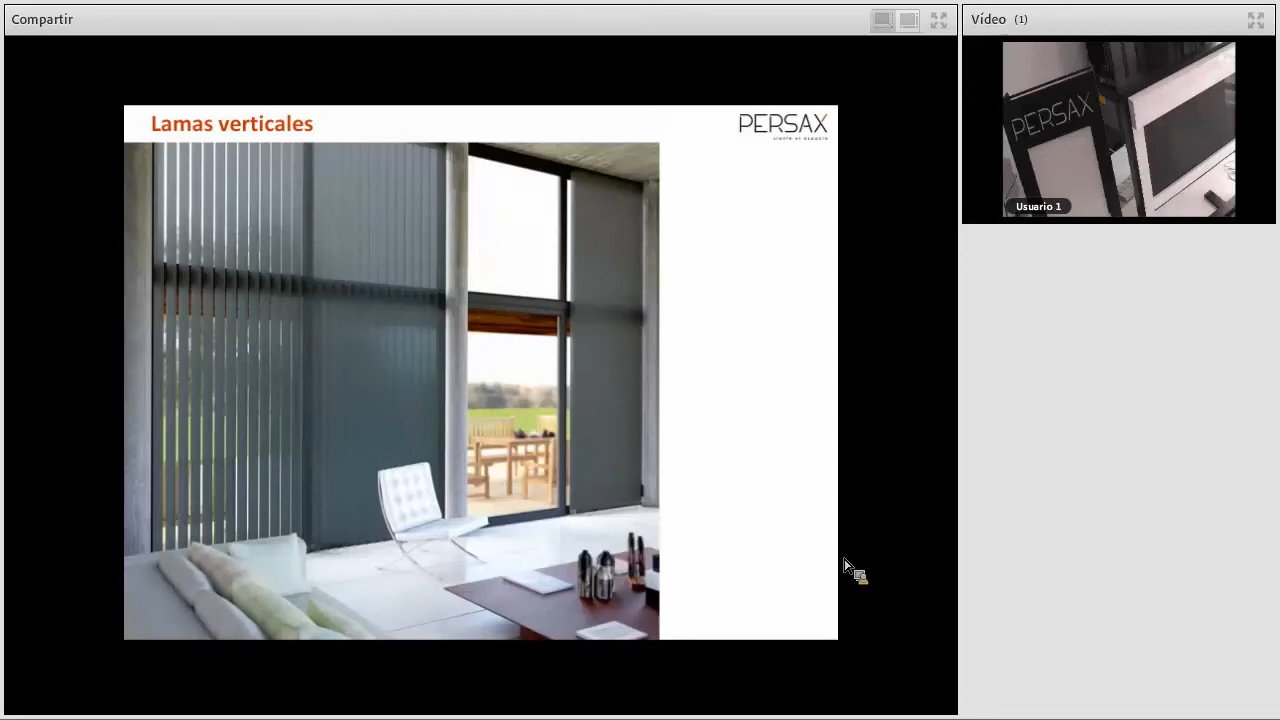 Compartir
Vídeo (1)
Lamas verticales
PERSAX
PERSAX
Usuario 1